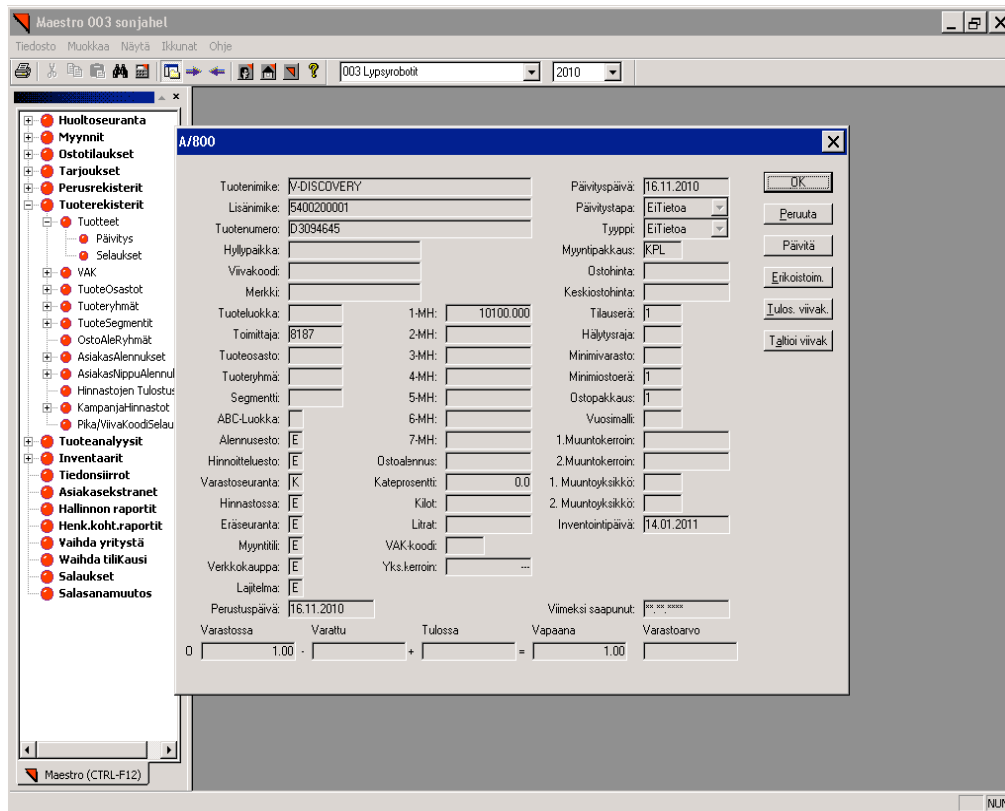 Maestro 003 sonjahel
Tiedosto Muokkaa Näytä Ikkunat Ohje
003 Lypsyrobotit 2010
Huoltoseuranta
Myynnit
Ostotilaukset
Tarjoukset
Perusrekisterit
Tuoterekisterit
Tuotteet
Päivitys
Selaukset
VAK
TuoteOsastot
Tuoteryhmät
TuoteSegmentit
OstoAleRyhmät
AsiakasAlennukset
AsiakasNippuAlennul
Hinnastojen Tulostus
KampanjaHinnastot
Pika/ViivaKoodiSelau
Tuoteanalyysit
Inventaarit
Tiedonsiirrot
Asiakasekstranet
Hallinnon raportit
Henk.koht.raportit
Vaihda yritystä
Waihda tiliKausi
Salaukset
Salasanamuutos
Maestro (CTRL-F12)
A/800
Tuotenimike: V-DISCOVERY Päivityspäivä: 16.11.2010 OK
Lisänimike: 5400200001 Päivitystapa: EiTietoa
Tuotenumero: D3094645 Tyyppi: EiTietoa Peruuta
Hyllypaikka: Myyntipakkaus: KPL Päivitä
Viivakoodi: Ostohinta: Erikoistoim.
Merkki: Keskiostohinta:
Tuoteluokka: 1-MH: 10100.000 Tilauserä: 1 Tulos. viivak.
Toimittaja: 8187 2-MH: Hälytysraja: Taltioi viivak
Tuoteosasto: 3-MH: Minimivarasto:
Tuoteryhmä: 4-MH: Minimiostoerä: 1
Segmentti: 5-MH: Ostopakkaus: 1
ABC-Luokka: 6-MH: Vuosimalli:
Alennusesto: E 7-MH: 1.Muuntokerroin:
Hinnoitteluesto: E Ostoalennus: 2.Muuntokerroin:
Varastoseuranta: K Kateprosentti: 0.0 1. Muuntoyksikkö:
Hinnastossa: E Kilot: 2. Muuntoyksikkö:
Eräseuranta: E Litrat: Inventointipäivä: 14.01.2011
Myyntitili: E VAK-koodi:
Verkkokauppa: E Yks.kerroin: ---
Lajitelma: E
Perustuspäivä: 16.11.2010 Viimeksi saapunut: **.**.****
Varastossa Varattu Tulossa Vapaana Varastoarvo
0 1.00 - + = 1.00
NUM